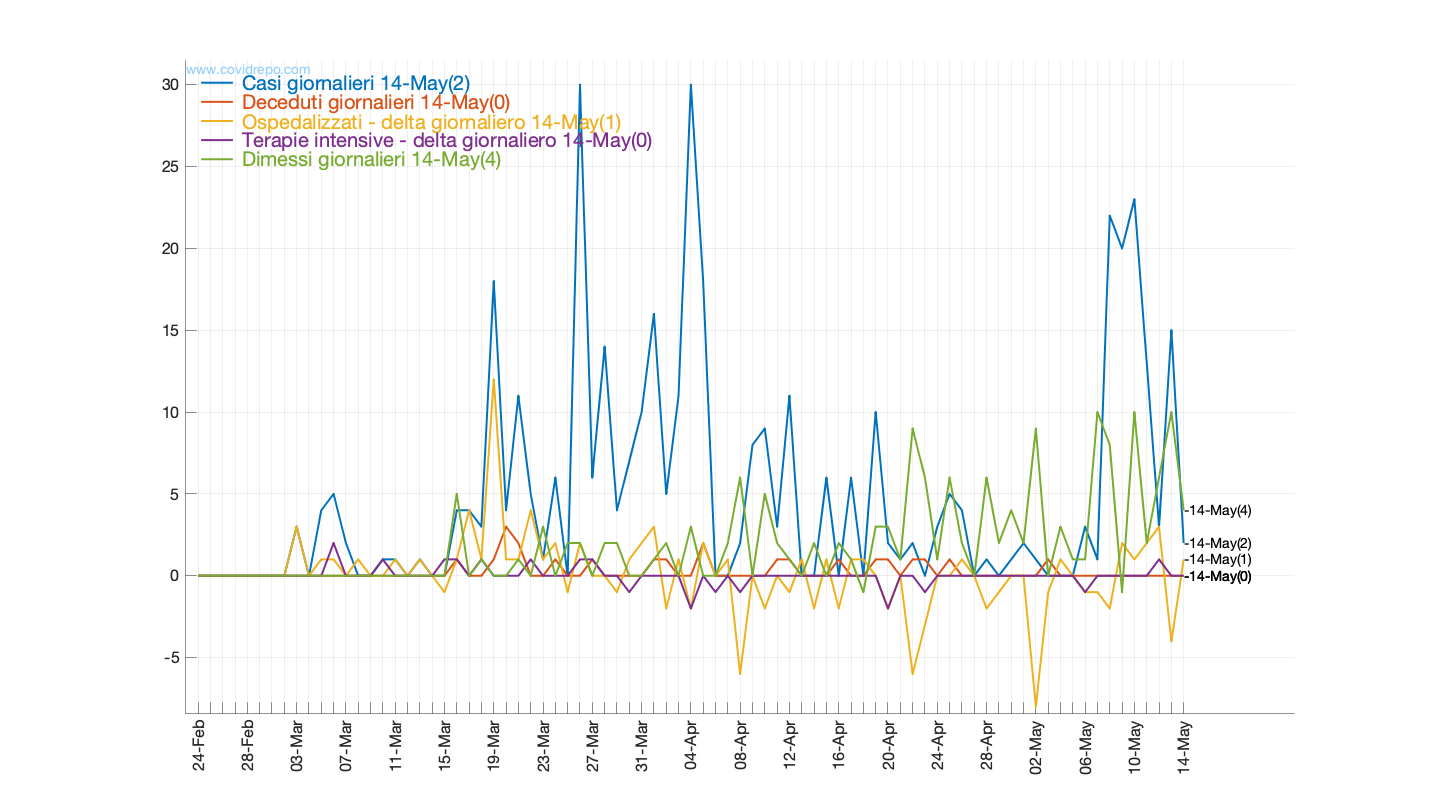 www.covidrepo.com
Casi giornalieri 14-May(2)
Deceduti giornalieri 14-May(0)
Ospedalizzati - delta giornaliero 14-May(1)
Terapie intensive - delta giornaliero 14-May(0)
Dimessi giornalieri 14-May(4)
30
25
20
15
10
5
0
-5
14-May(4)
14-May(2)
14-May(1)
14-May(0)
24-Feb
28-Feb
03-Mar
07-Mar
11-Mar
15-Mar
19-Mar
23-Mar
27-Mar
31-Mar
04-Apr
08-Apr
12-Apr
16-Apr
20-Apr
24-Apr
28-Apr
02-May
06-May
10-May
14-May